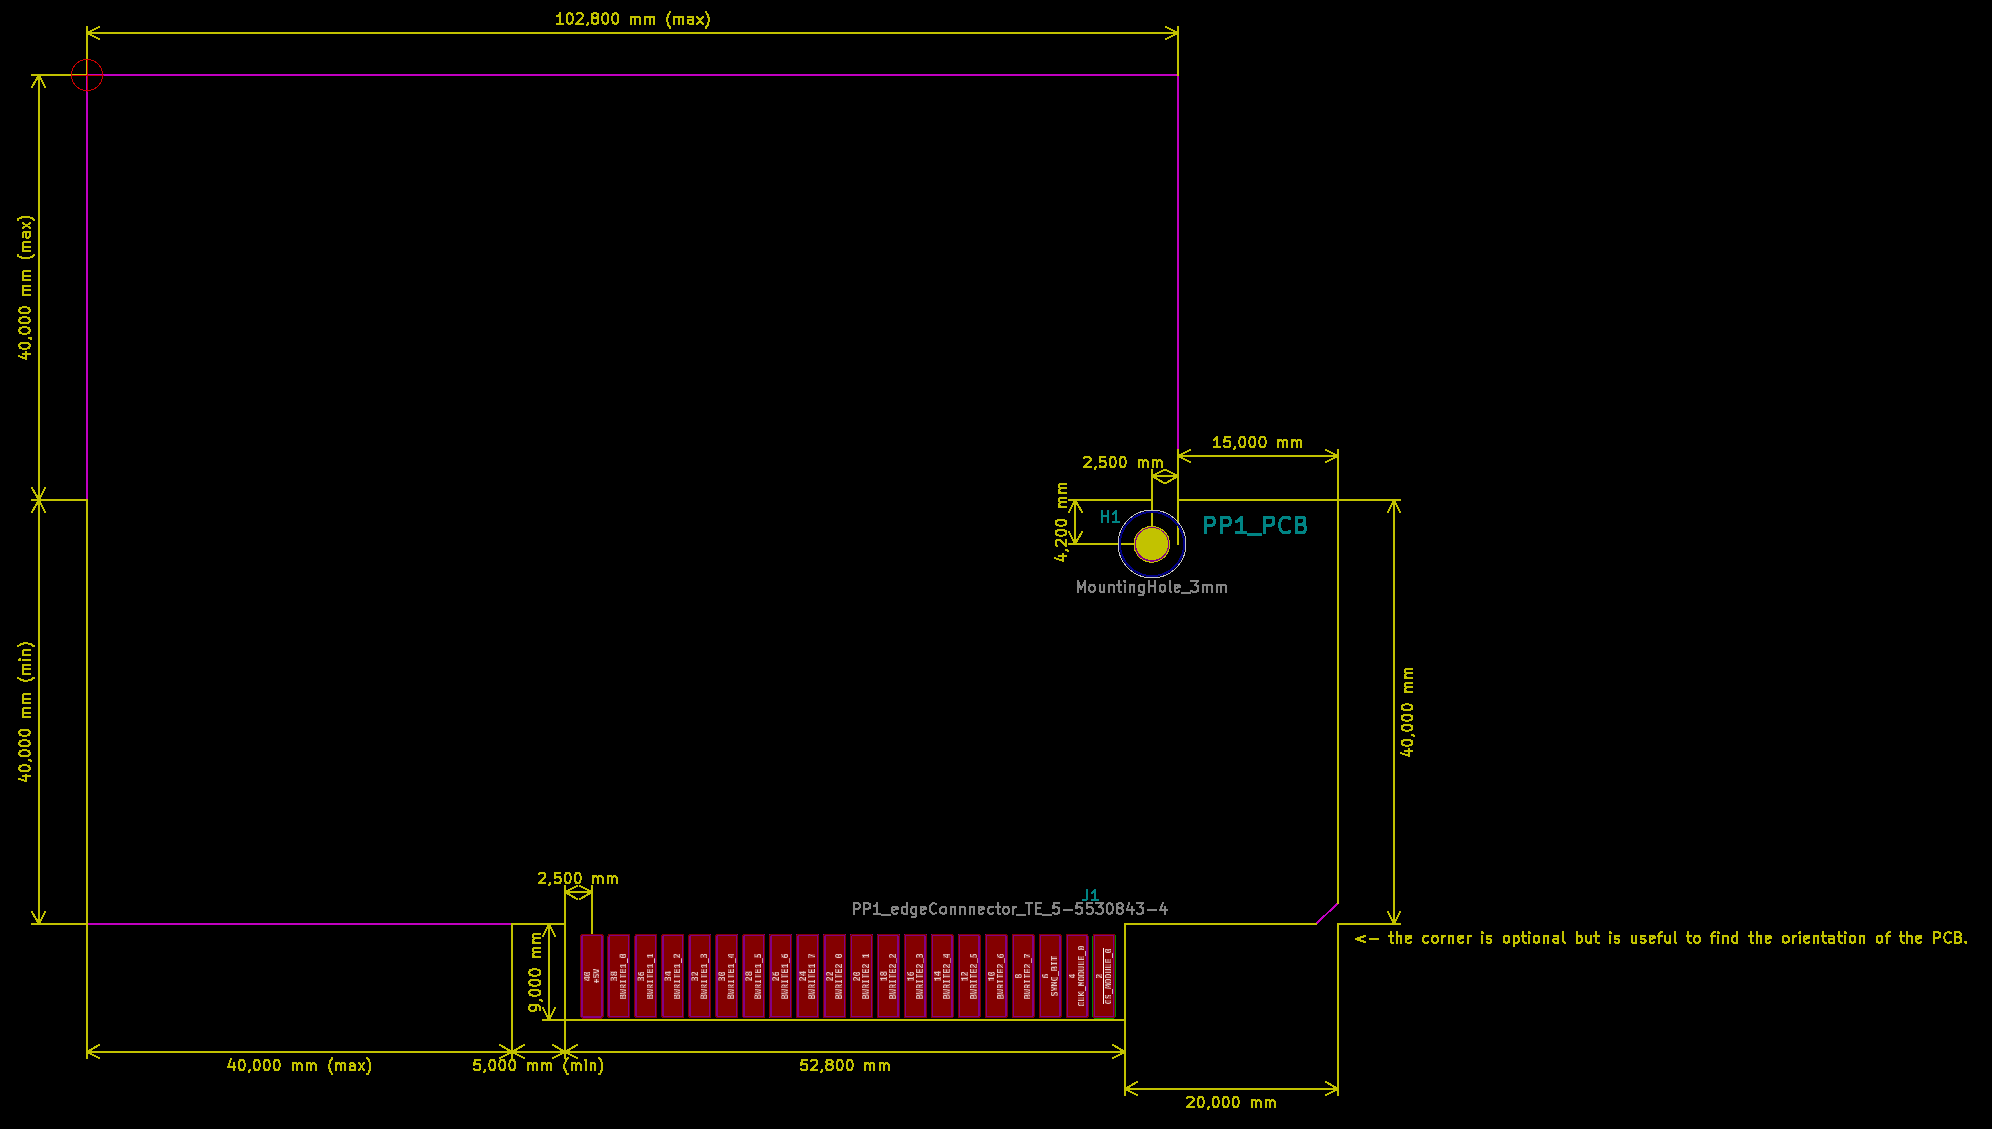 102,800 mm (max)
40,000 mm (max)
15,000 mm
2,500 mm
4,200 mm
H1
PP1_PCB
MountingHole_3mm
40,000 mm (min)
40,000 mm
2,500 mm
J1
PP1_edgeConnnector_TE_5-5530843-4
<- the corner is optional but is useful to find the orientation of the PCB.
9,000 mm
40
+5V
38
BWRITE1_0
36
BWRITE1_1
34
BWRITE1_2
32
BWRITE1_3
30
BWRITE1_4
28
BWRITE1_5
26
BWRITE1_6
24
BWRITE1_7
22
BWRITE2_0
20
BWRITE2_1
18
BWRITE2_2
16
BWRITE2_3
14
BWRITE2_4
12
BWRITE2_5
10
BWRITE2_6
8
BWRITE2_7
6
SYNC_BIT
4
CLK_MODULE_0
2
CS_MODULE_0
40,000 mm (max)
5,000 mm (min)
52,800 mm
20,000 mm